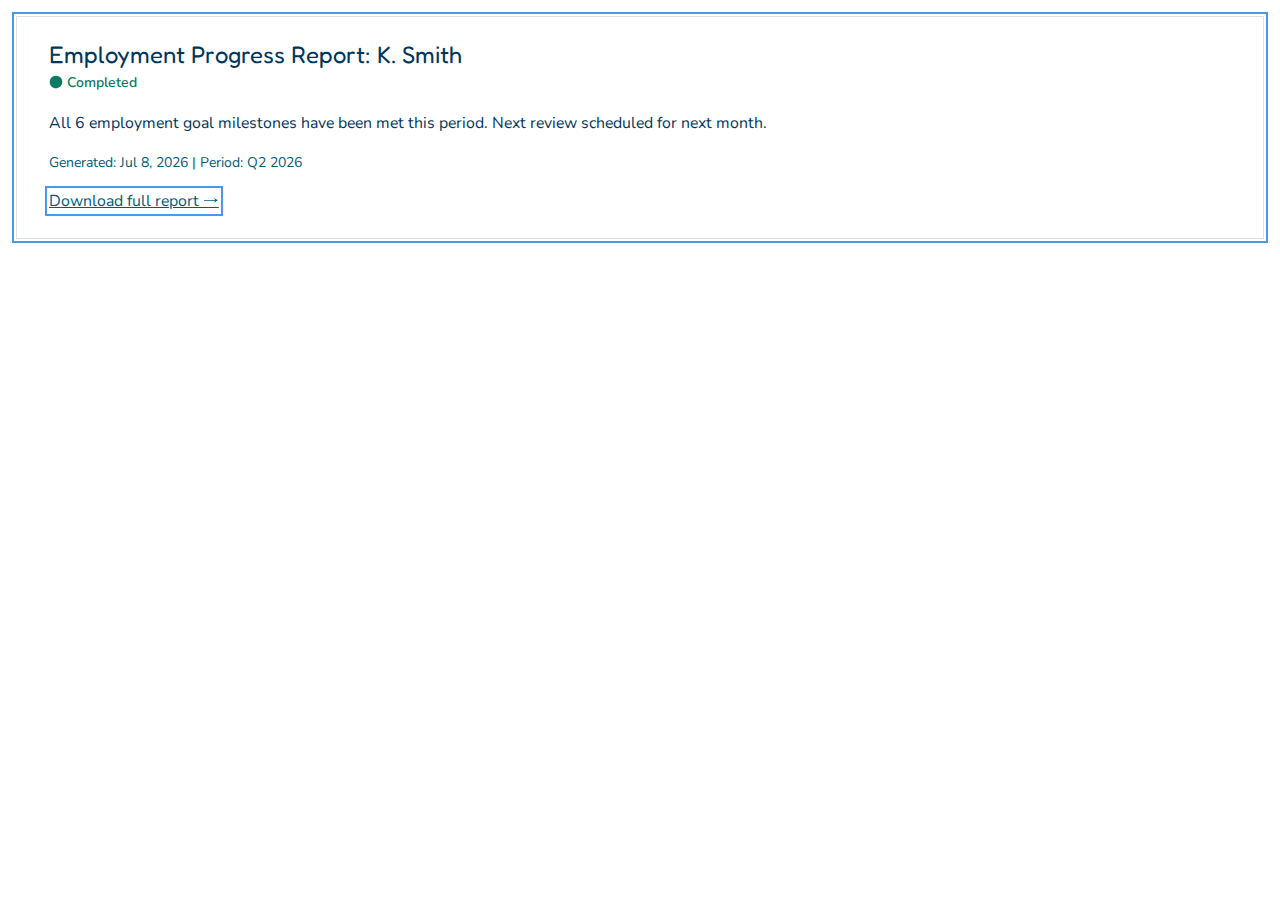 Employment Progress Report: K. Smith
Completed
All 6 employment goal milestones have been met this period. Next review scheduled for next month.
Generated: Jul 8, 2026 | Period: Q2 2026
Download full report →